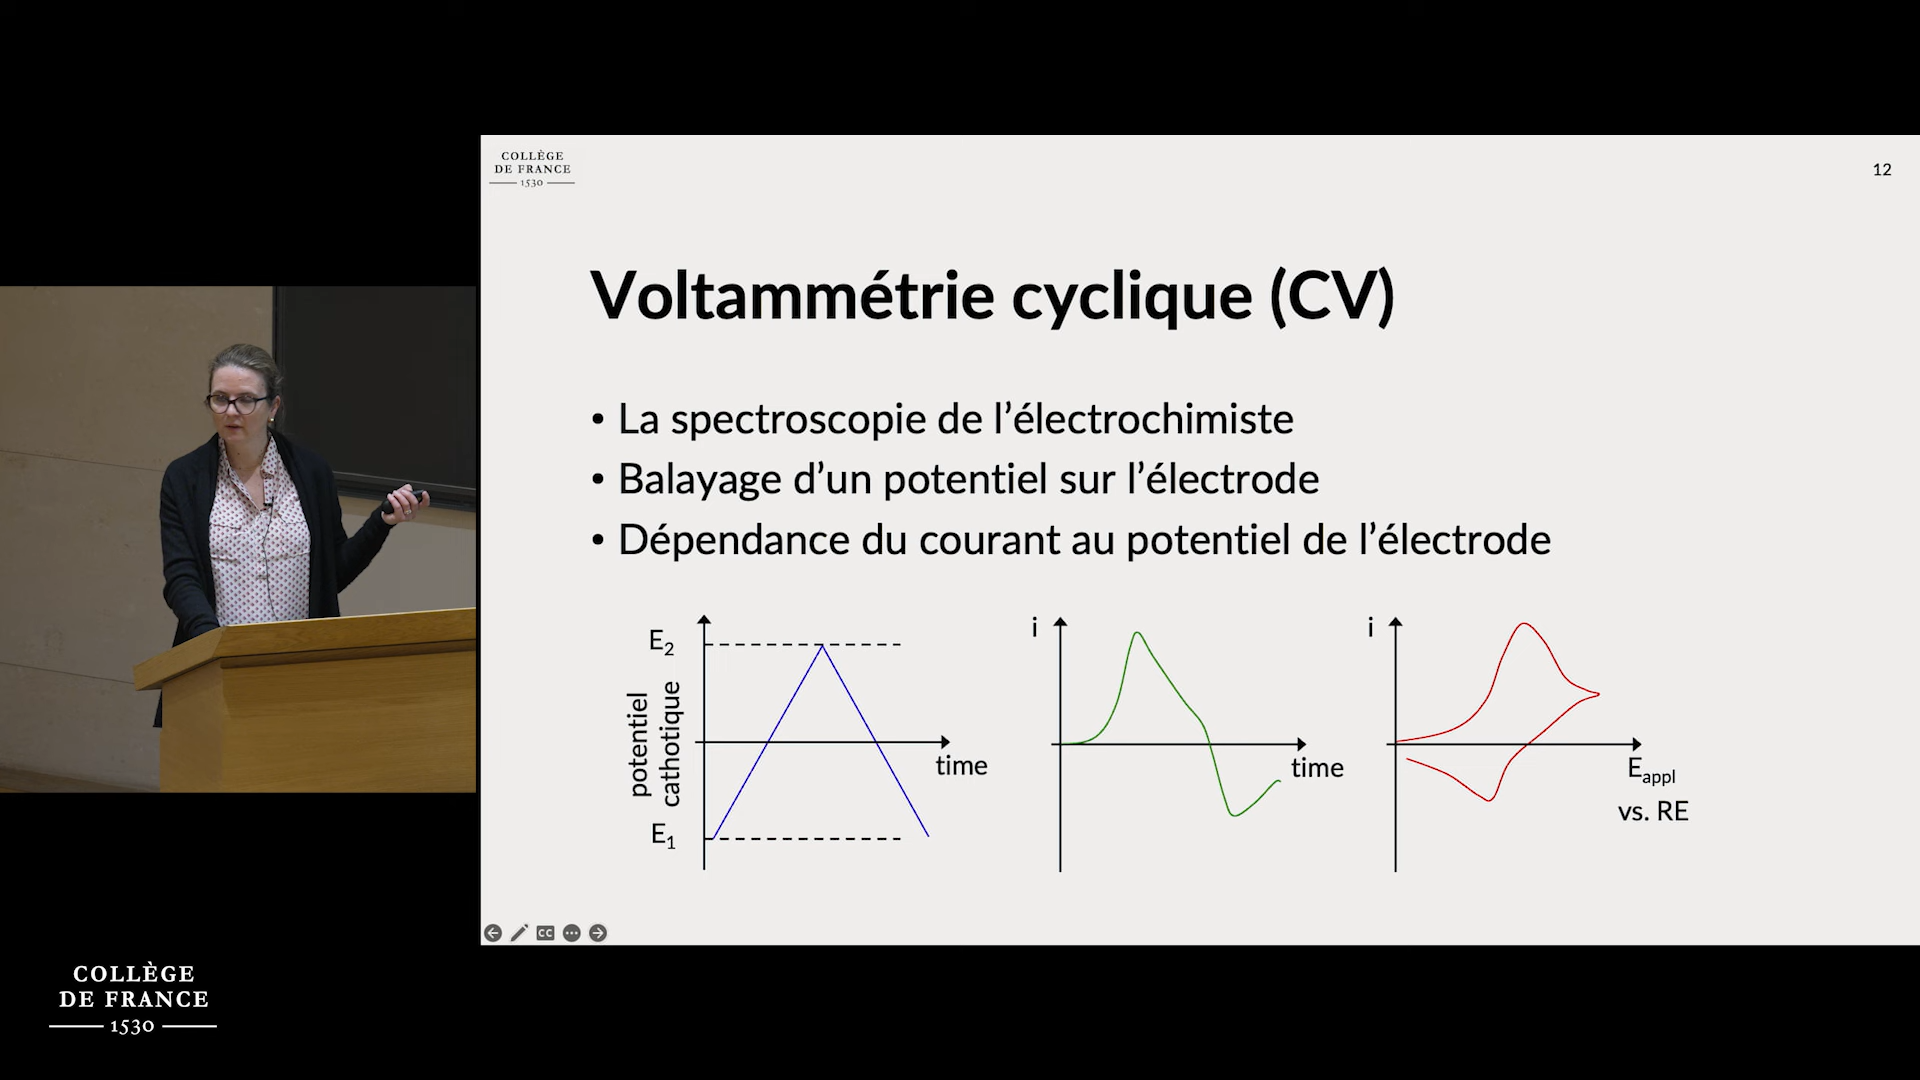 COLLÈGE
DE FRANCE
1530
12
Voltammétrie cyclique (CV)
• La spectroscopie de l’électrochimiste
• Balayage d’un potentiel sur l’électrode
• Dépendance du courant au potentiel de l’électrode
E2
potentiel
cathotique
E1
time
i
time
i
Eappl
vs. RE
CC
COLLÈGE
DE FRANCE
1530